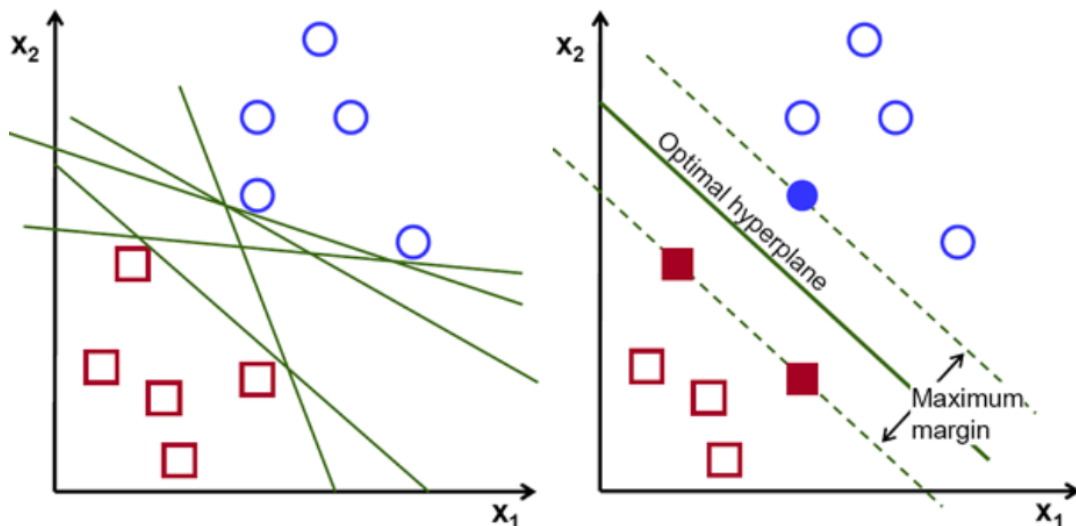 x₂
x₁
x₂
Optimal hyperplane
Maximum
margin
x₁